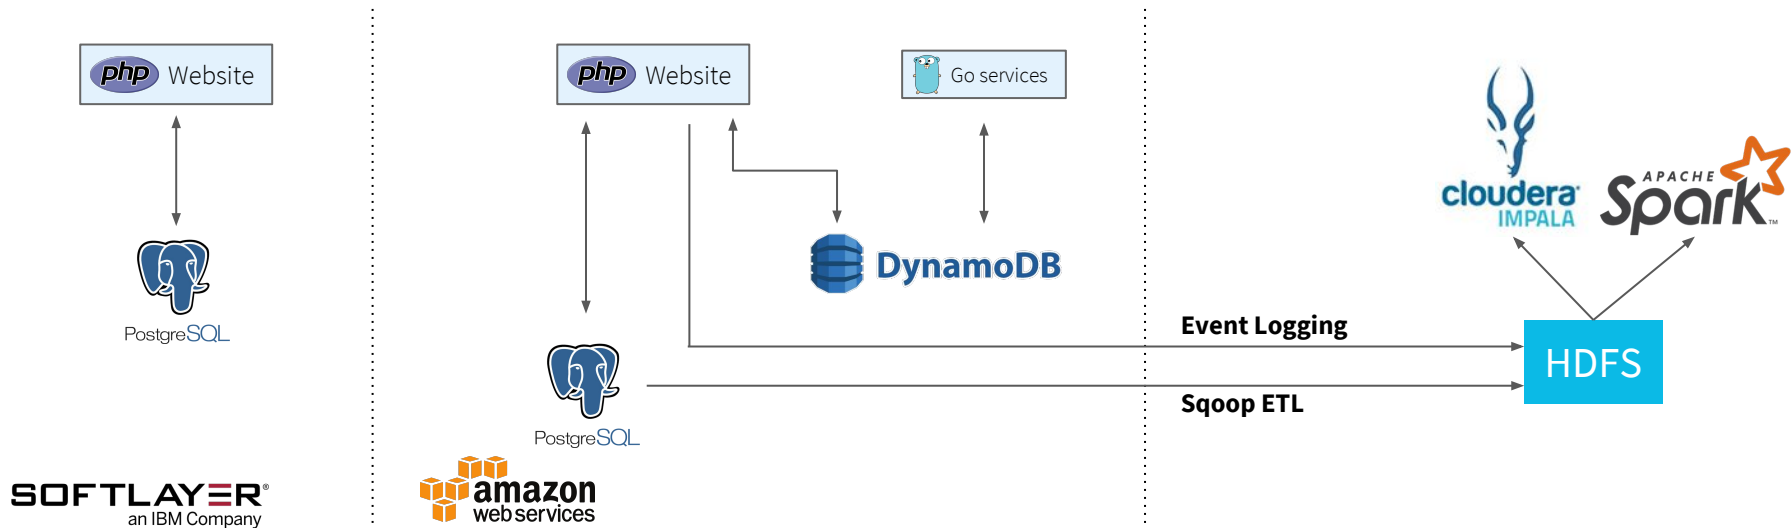 php Website
PostgreSQL
SOFTLAYER®
an IBM Company
php Website
Go services
DynamoDB
PostgreSQL
amazon
web services
Event Logging
Sqoop ETL
cloudera®
IMPALA
APACHE
Spark™
HDFS